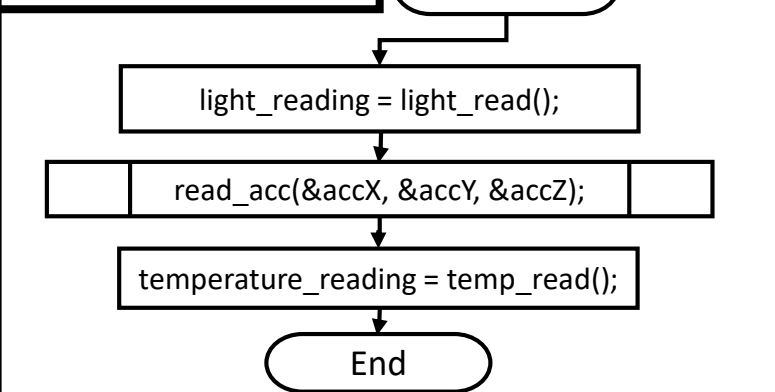 light_reading = light_read();
read_acc(&accX, &accY, &accZ);
temperature_reading = temp_read();
End